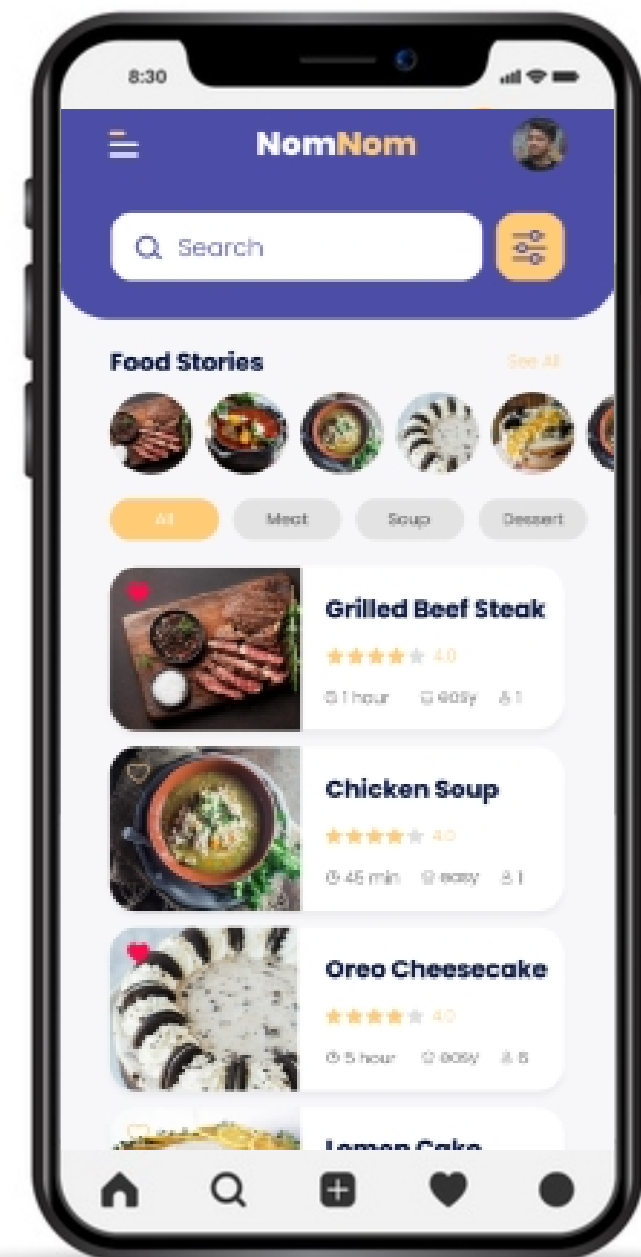 8:30
NomNom
Search
Food Stories See All
All Meat Soup Dessert
Grilled Beef Steak
4.0
1 hour easy 1
Chicken Soup
4.0
45 min easy 1
Oreo Cheesecake
4.0
5 hour easy 6
Lemon Cake